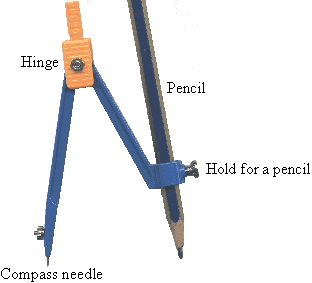 Hinge
Pencil
Hold for a pencil
Compass needle